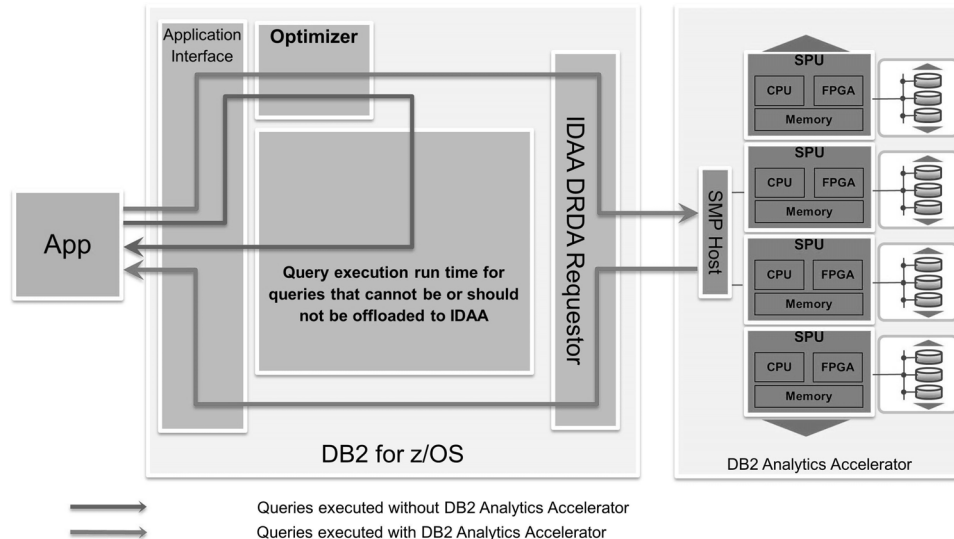 Application
Interface
Optimizer
App
Query execution run time for
queries that cannot be or should
not be offloaded to IDAA
IDAA DRDA Requestor
DB2 for z/OS
SMP Host
SPU
CPU
FPGA
Memory
SPU
CPU
FPGA
Memory
SPU
CPU
FPGA
Memory
SPU
CPU
FPGA
Memory
DB2 Analytics Accelerator
Queries executed without DB2 Analytics Accelerator
Queries executed with DB2 Analytics Accelerator